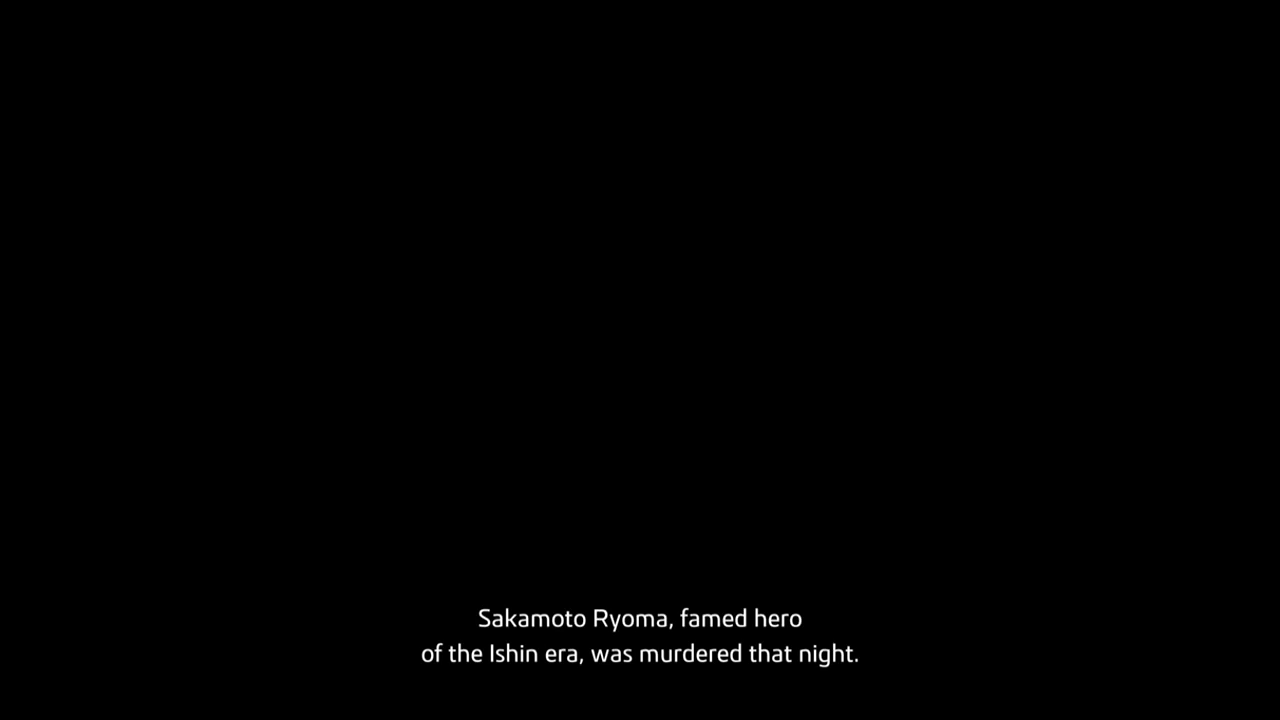 Sakamoto Ryoma, famed hero
of the Ishin era, was murdered that night.